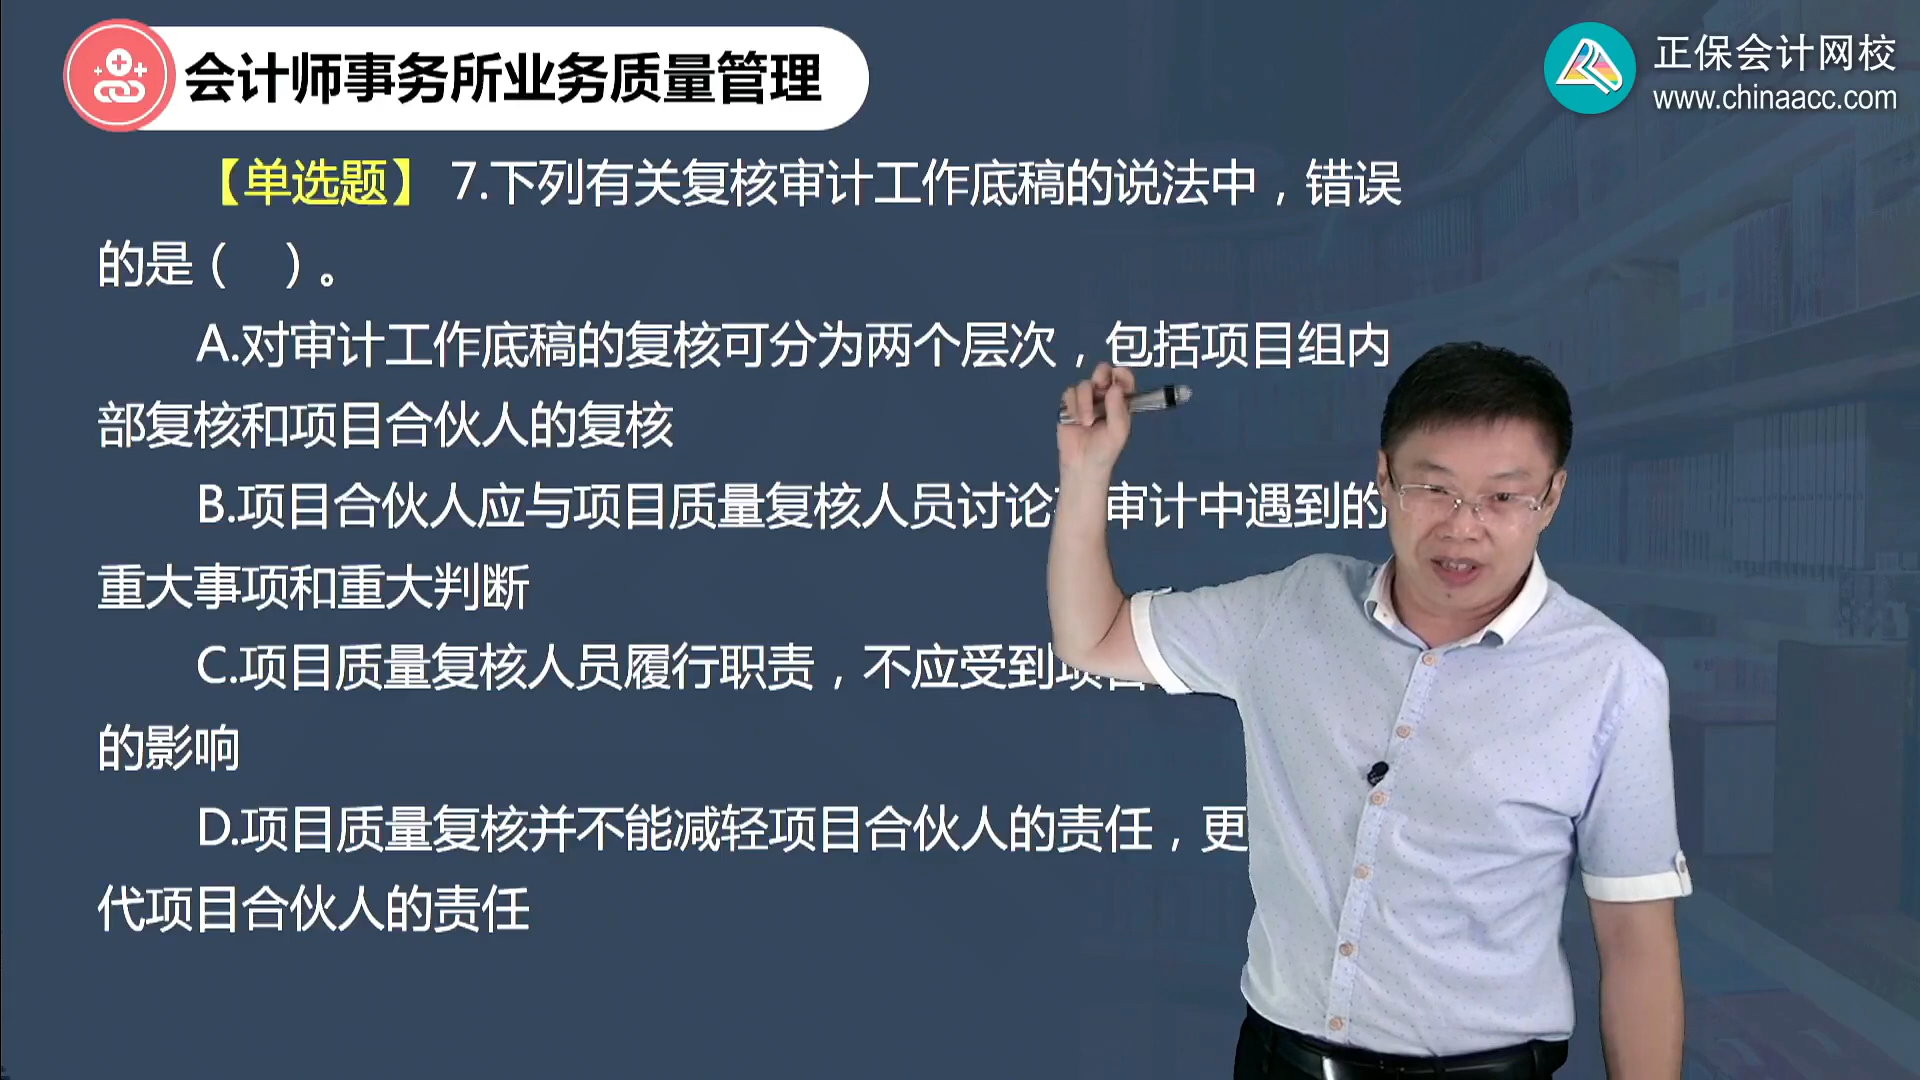 会计师事务所业务质量管理
正保会计网校
www.chinaacc.com
【单选题】 7.下列有关复核审计工作底稿的说法中，错误
的是（　）。
A.对审计工作底稿的复核可分为两个层次，包括项目组内
部复核和项目合伙人的复核
B.项目合伙人应与项目质量复核人员讨论 审计中遇到的
重大事项和重大判断
C.项目质量复核人员履行职责，不应受到项目
的影响
D.项目质量复核并不能减轻项目合伙人的责任，更
代项目合伙人的责任